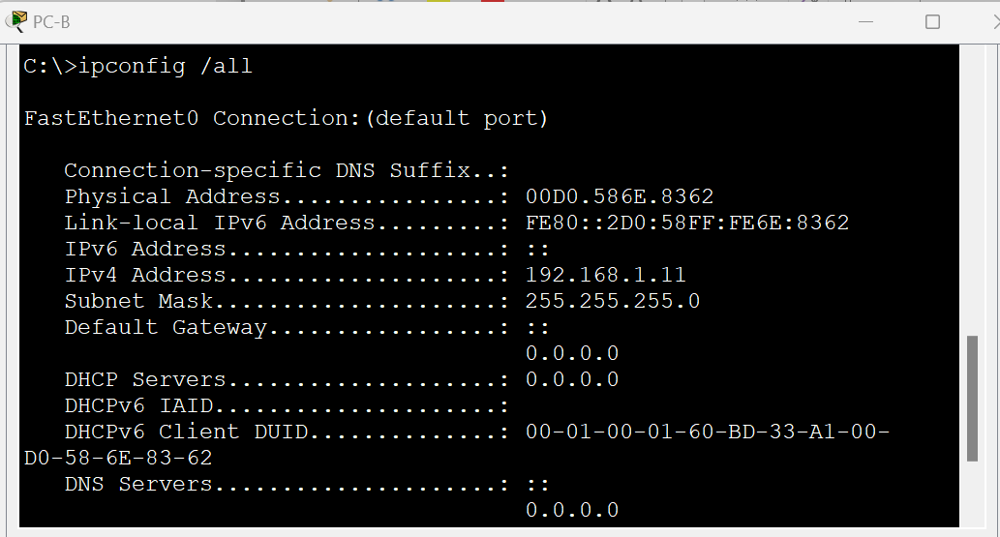 PC-B
C:\>ipconfig /all
FastEthernet0 Connection:(default port)
Connection-specific DNS Suffix..:
Physical Address................: 00D0.586E.8362
Link-local IPv6 Address.........: FE80::2D0:58FF:FE6E:8362
IPv6 Address....................: ::
IPv4 Address....................: 192.168.1.11
Subnet Mask.....................: 255.255.255.0
Default Gateway.................: ::
0.0.0.0
DHCP Servers....................: 0.0.0.0
DHCPv6 IAID.....................:
DHCPv6 Client DUID..............: 00-01-00-01-60-BD-33-A1-00-
D0-58-6E-83-62
DNS Servers.....................: ::
0.0.0.0